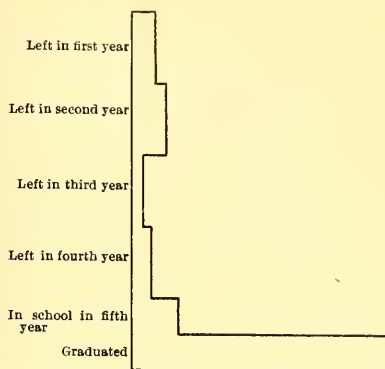 Left in first year
Left in second year
Left in third year
Left in fourth year
In school in fifth
year
Graduated